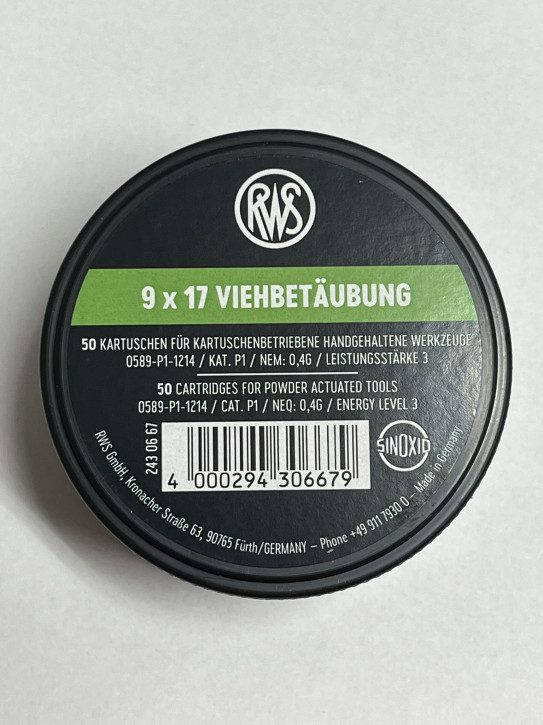 RWS
9 x 17 VIEHBETÄUBUNG
50 KARTUSCHEN FÜR KARTUSCHENBETRIEBENE HANDGEHALTENE WERKZEUGE
0589-P1-1214 / KAT. P1 / NEM: 0,4G / LEISTUNGSSTÄRKE 3
50 CARTRIDGES FOR POWDER ACTUATED TOOLS
0589-P1-1214 / CAT. P1 / NEQ: 0,4G / ENERGY LEVEL 3
243 06 67
4 000294 306679
SINOXID
RWS GmbH, Kronacher Straße 63, 90765 Fürth/GERMANY – Phone +49 911 7930 0 – Made in Germany